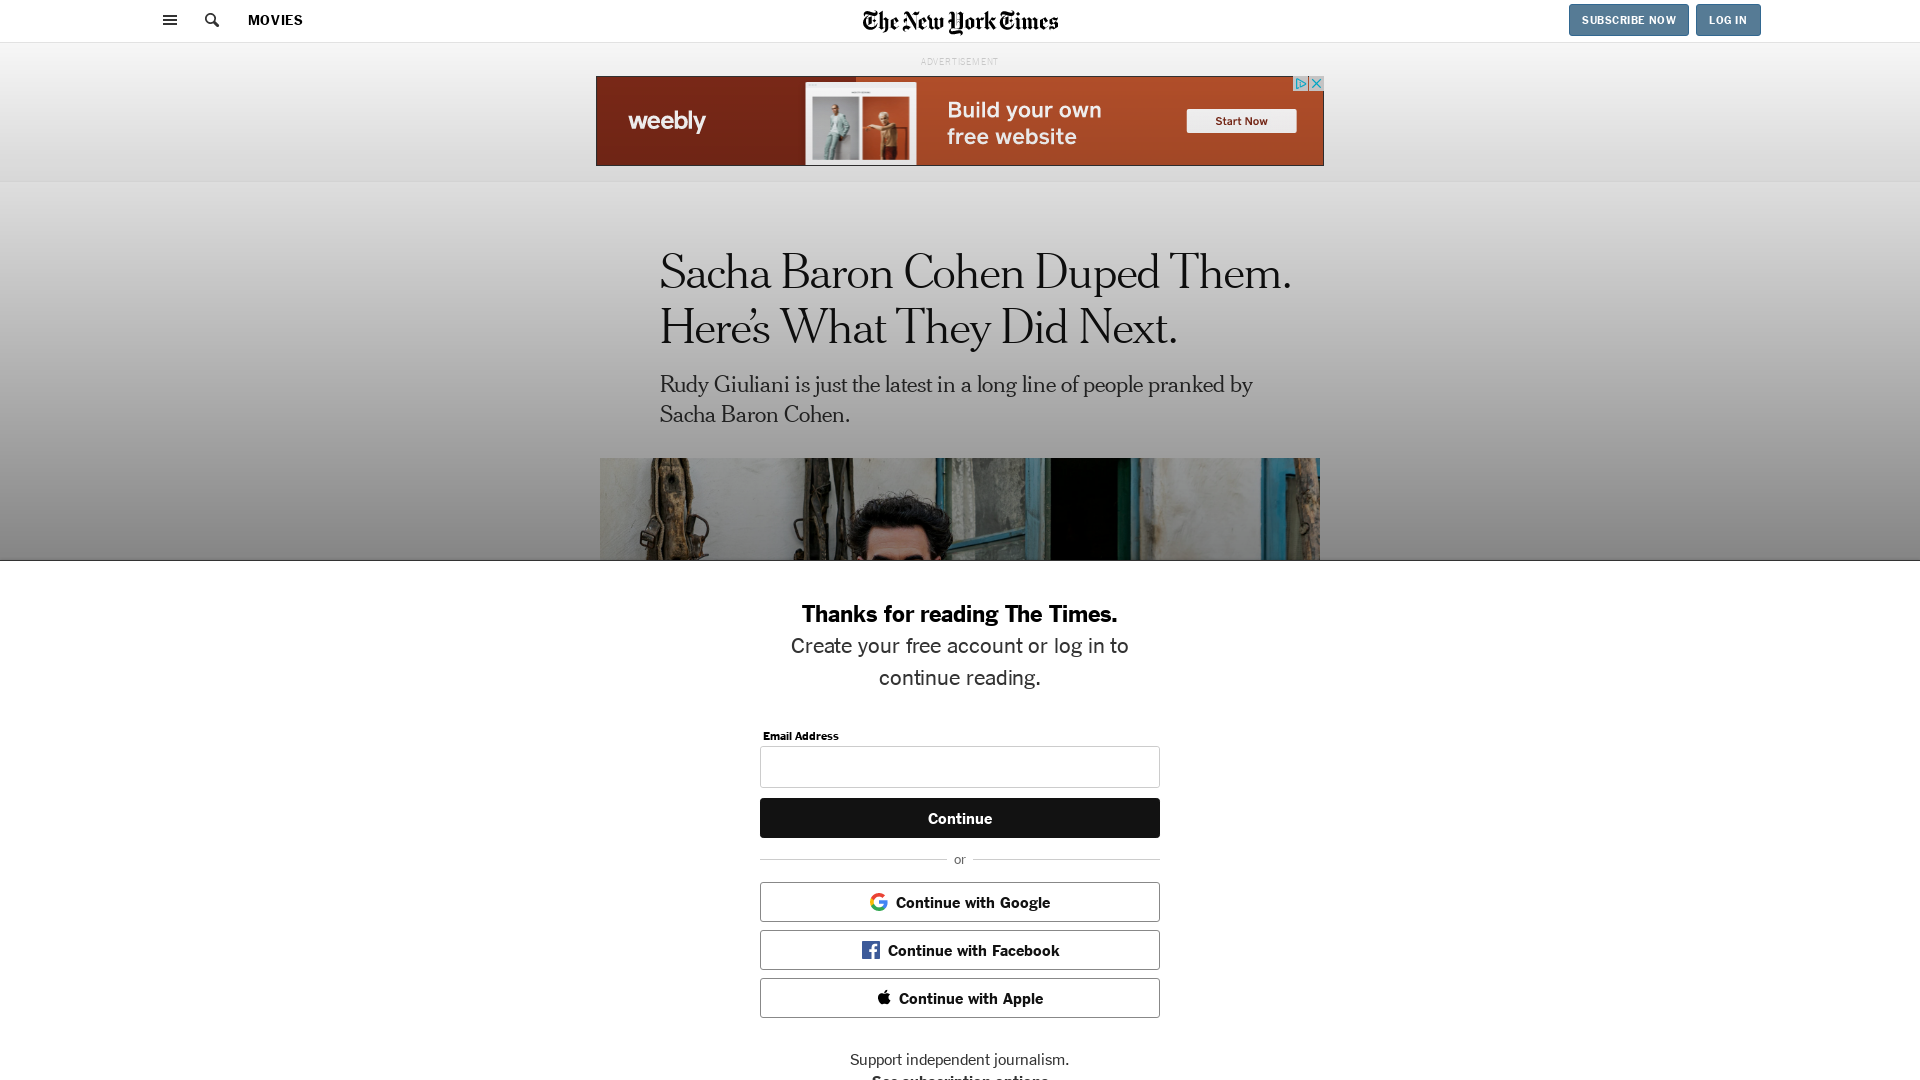 MOVIES
The New York Times
SUBSCRIBE NOW
LOG IN
ADVERTISEMENT
weebly
Build your own
free website
Start Now
Sacha Baron Cohen Duped Them.
Here’s What They Did Next.
Rudy Giuliani is just the latest in a long line of people pranked by
Sacha Baron Cohen.
Thanks for reading The Times.
Create your free account or log in to
continue reading.
Email Address
Continue
or
Continue with Google
Continue with Facebook
Continue with Apple
Support independent journalism.
See subscription options.